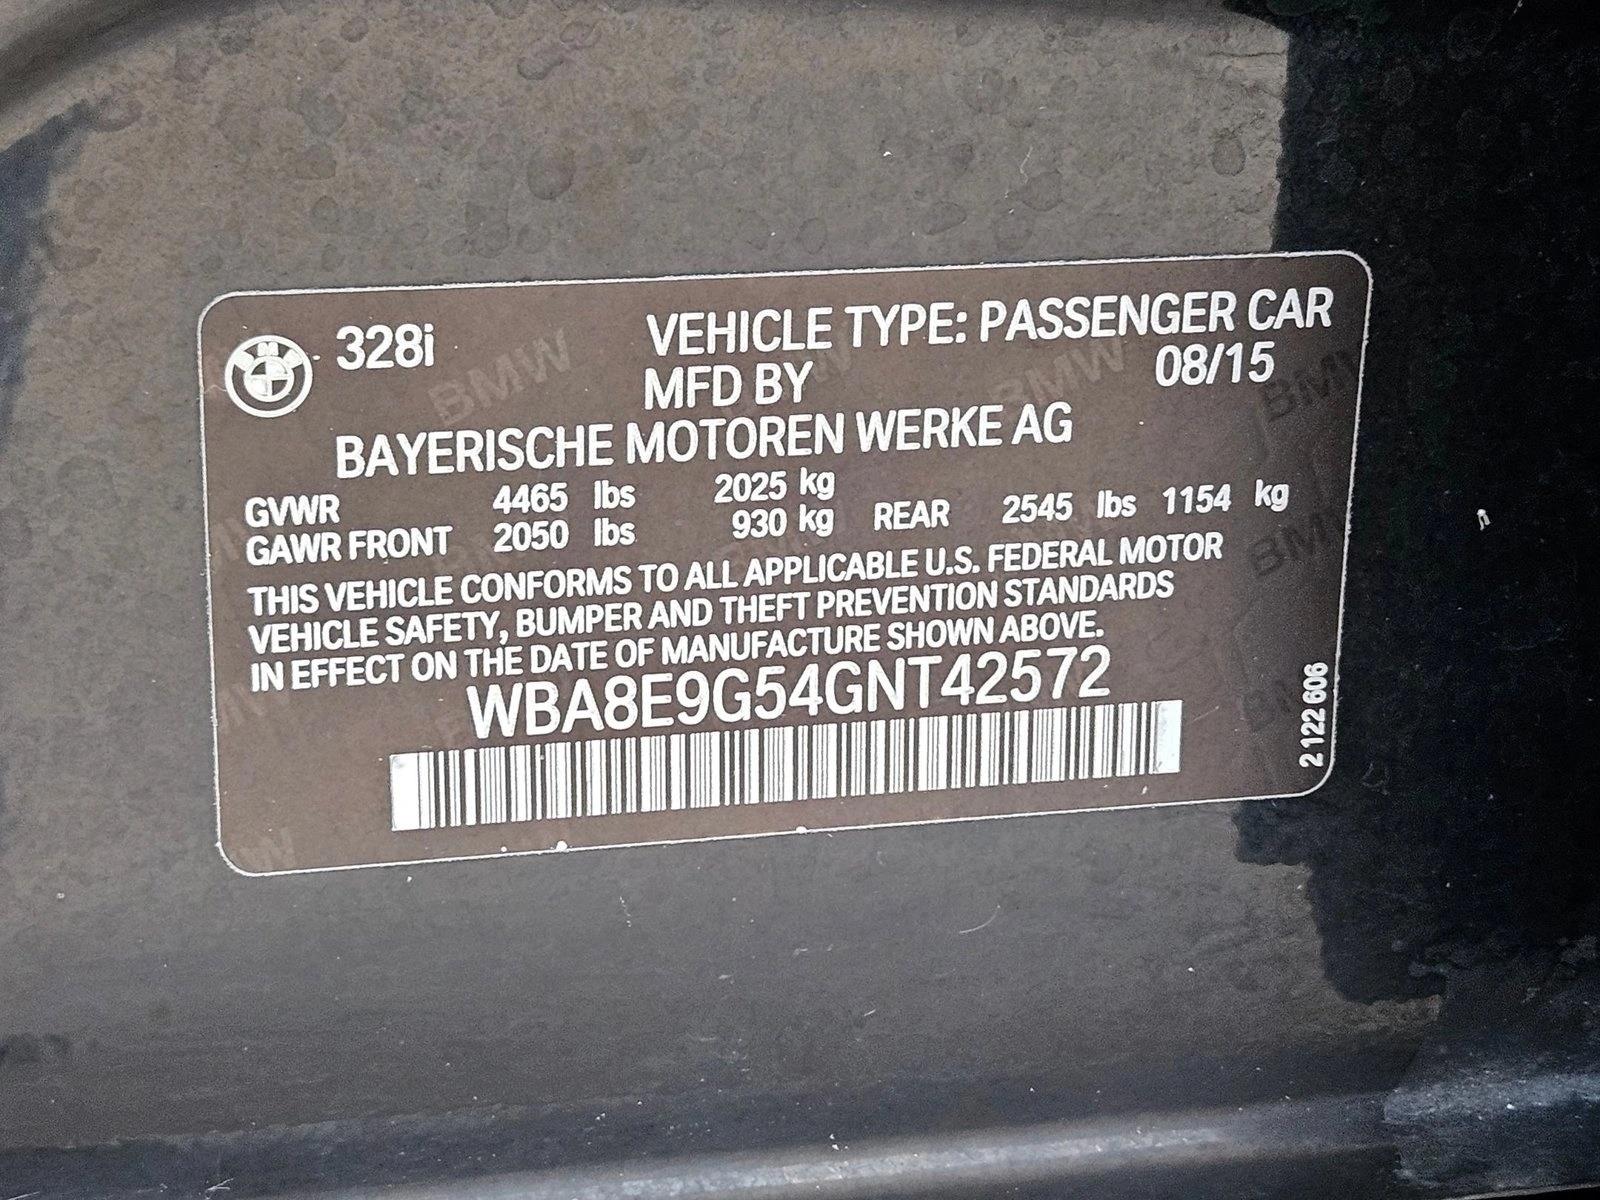 328i VEHICLE TYPE: PASSENGER CAR
MFD BY 08/15
BAYERISCHE MOTOREN WERKE AG
GVWR 4465 lbs 2025 kg
GAWR FRONT 2050 lbs 930 kg REAR 2545 lbs 1154 kg
THIS VEHICLE CONFORMS TO ALL APPLICABLE U.S. FEDERAL MOTOR
VEHICLE SAFETY, BUMPER AND THEFT PREVENTION STANDARDS
IN EFFECT ON THE DATE OF MANUFACTURE SHOWN ABOVE.
WBA8E9G54GNT42572
2 122 606